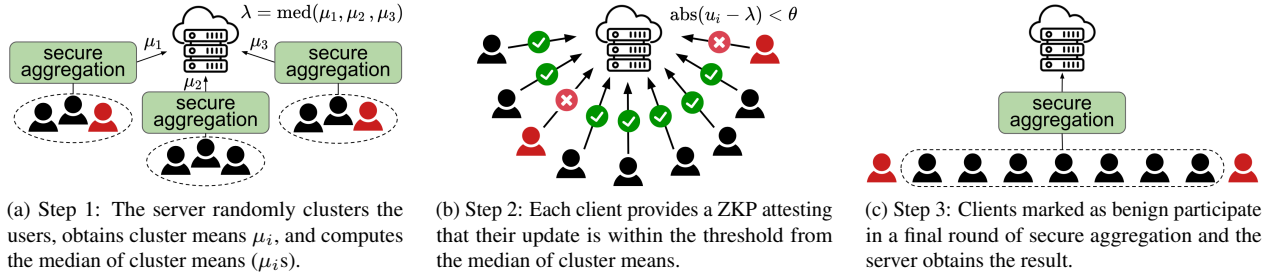 λ = med(μ₁, μ₂ , μ₃)
μ₁
μ₃
secure
aggregation
secure
aggregation
μ₂
secure
aggregation
(a) Step 1: The server randomly clusters the
users, obtains cluster means μᵢ, and computes
the median of cluster means (μᵢs).
abs(uᵢ − λ) < θ
(b) Step 2: Each client provides a ZKP attesting
that their update is within the threshold from
the median of cluster means.
secure
aggregation
(c) Step 3: Clients marked as benign participate
in a final round of secure aggregation and the
server obtains the result.